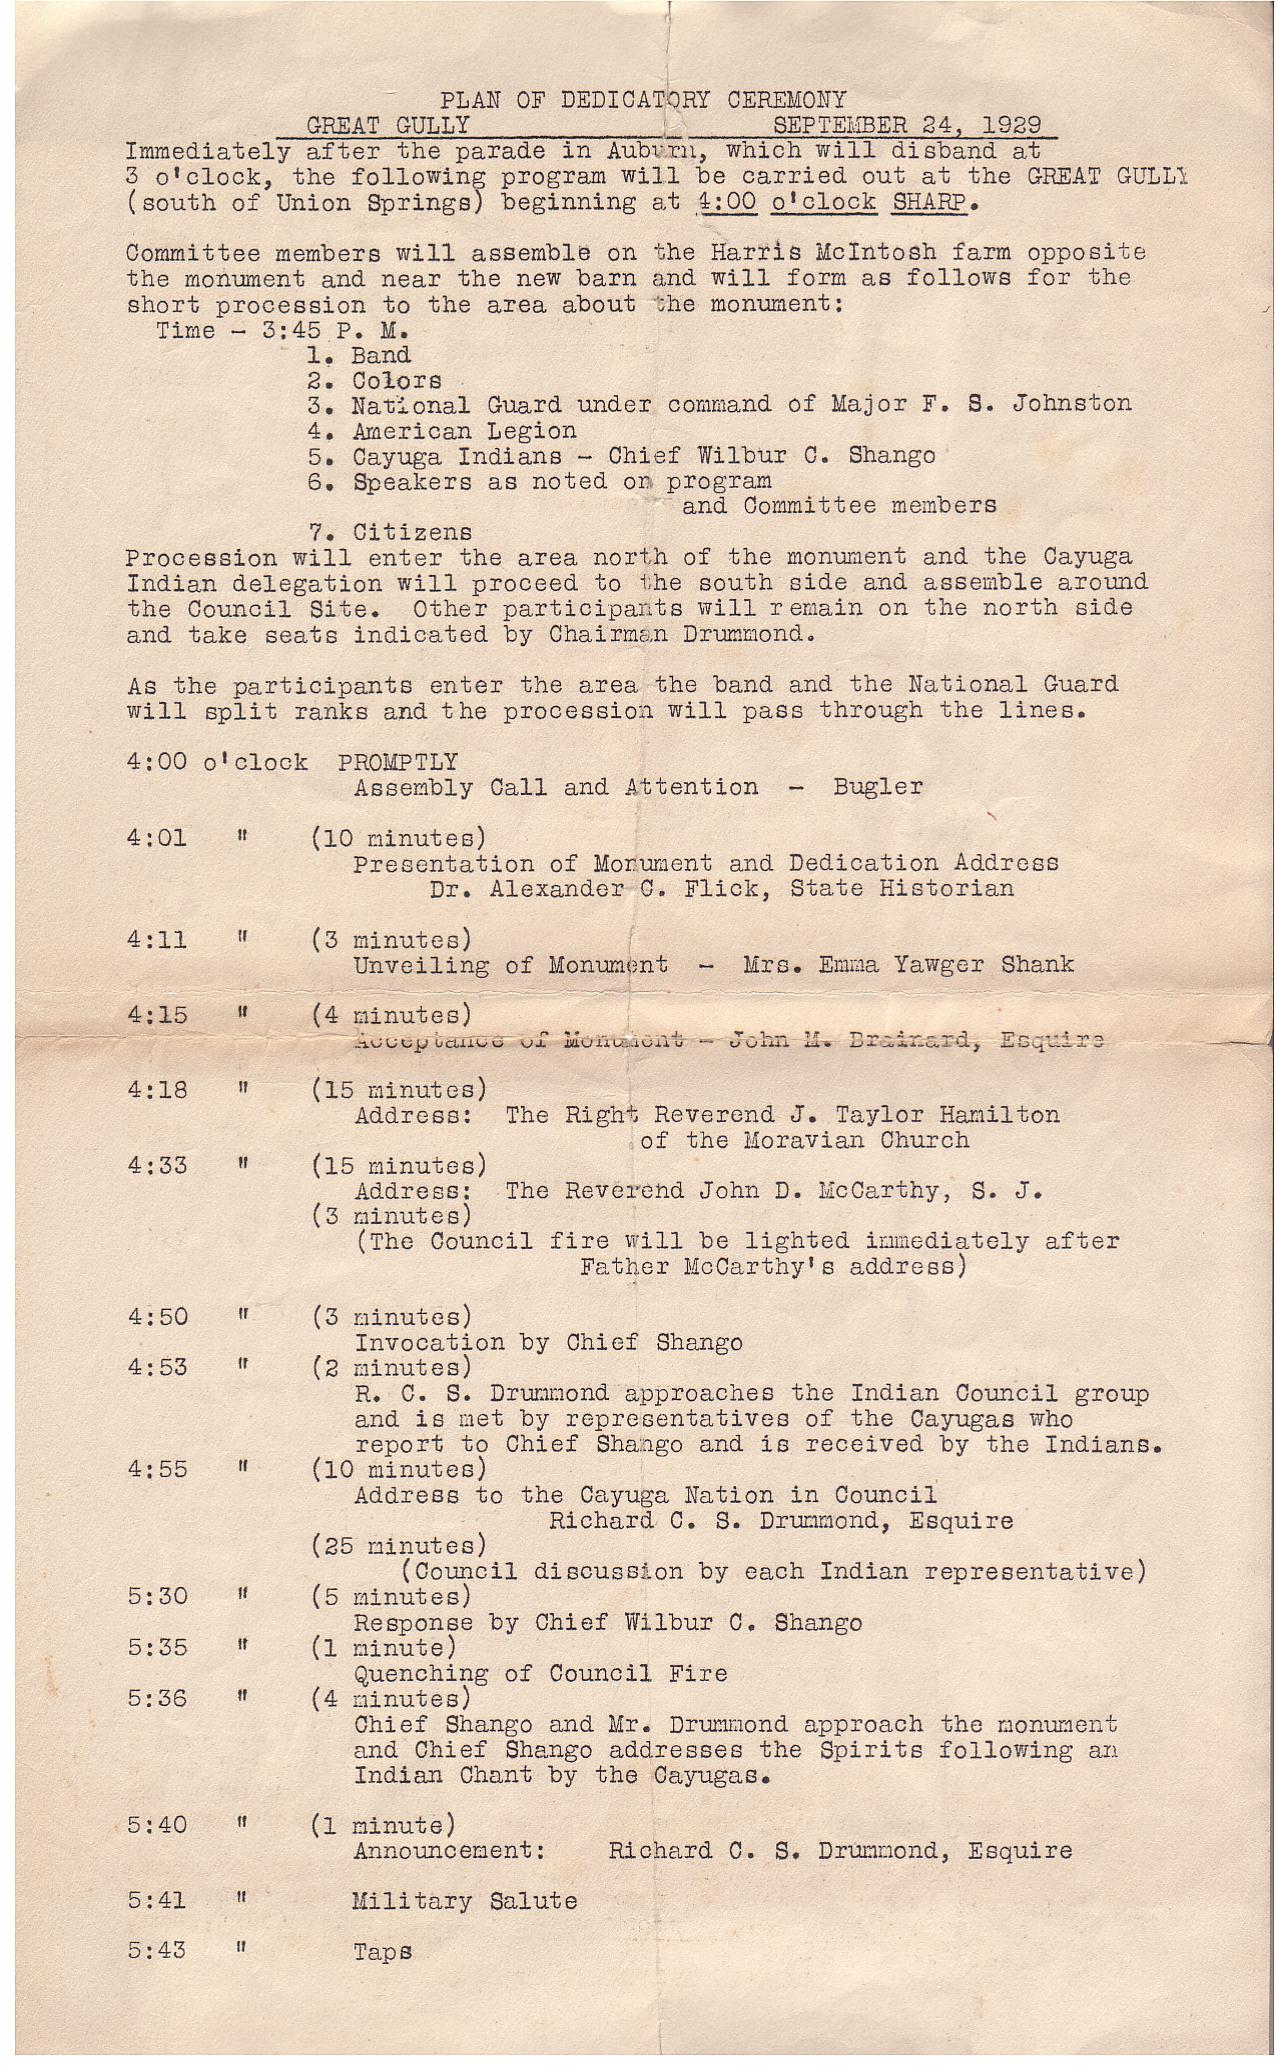 PLAN OF DEDICATORY CEREMONY
GREAT GULLY SEPTEMBER 24, 1929
Immediately after the parade in Auburn, which will disband at
3 o'clock, the following program will be carried out at the GREAT GULLY
(south of Union Springs) beginning at 4:00 o'clock SHARP.
Committee members will assemble on the Harris McIntosh farm opposite
the monument and near the new barn and will form as follows for the
short procession to the area about the monument:
Time - 3:45 P. M.
1. Band
2. Colors
3. National Guard under command of Major F. S. Johnston
4. American Legion
5. Cayuga Indians - Chief Wilbur C. Shango
6. Speakers as noted on program
and Committee members
7. Citizens
Procession will enter the area north of the monument and the Cayuga
Indian delegation will proceed to the south side and assemble around
the Council Site. Other participants will remain on the north side
and take seats indicated by Chairman Drummond.
As the participants enter the area the band and the National Guard
will split ranks and the procession will pass through the lines.
4:00 o'clock PROMPTLY
Assembly Call and Attention - Bugler
4:01 " (10 minutes)
Presentation of Monument and Dedication Address
Dr. Alexander C. Flick, State Historian
4:11 " (3 minutes)
Unveiling of Monument - Mrs. Emma Yawger Shank
4:15 " (4 minutes)
Acceptance of Monument - John M. Brainard, Esquire
4:18 " (15 minutes)
Address: The Right Reverend J. Taylor Hamilton
of the Moravian Church
4:33 " (15 minutes)
Address: The Reverend John D. McCarthy, S. J.
(3 minutes)
(The Council fire will be lighted immediately after
Father McCarthy's address)
4:50 " (3 minutes)
Invocation by Chief Shango
4:53 " (2 minutes)
R. C. S. Drummond approaches the Indian Council group
and is met by representatives of the Cayugas who
report to Chief Shango and is received by the Indians.
4:55 " (10 minutes)
Address to the Cayuga Nation in Council
Richard C. S. Drummond, Esquire
(25 minutes)
(Council discussion by each Indian representative)
5:30 " (5 minutes)
Response by Chief Wilbur C. Shango
5:35 " (1 minute)
Quenching of Council Fire
5:36 " (4 minutes)
Chief Shango and Mr. Drummond approach the monument
and Chief Shango addresses the Spirits following an
Indian Chant by the Cayugas.
5:40 " (1 minute)
Announcement: Richard C. S. Drummond, Esquire
5:41 " Military Salute
5:43 " Taps